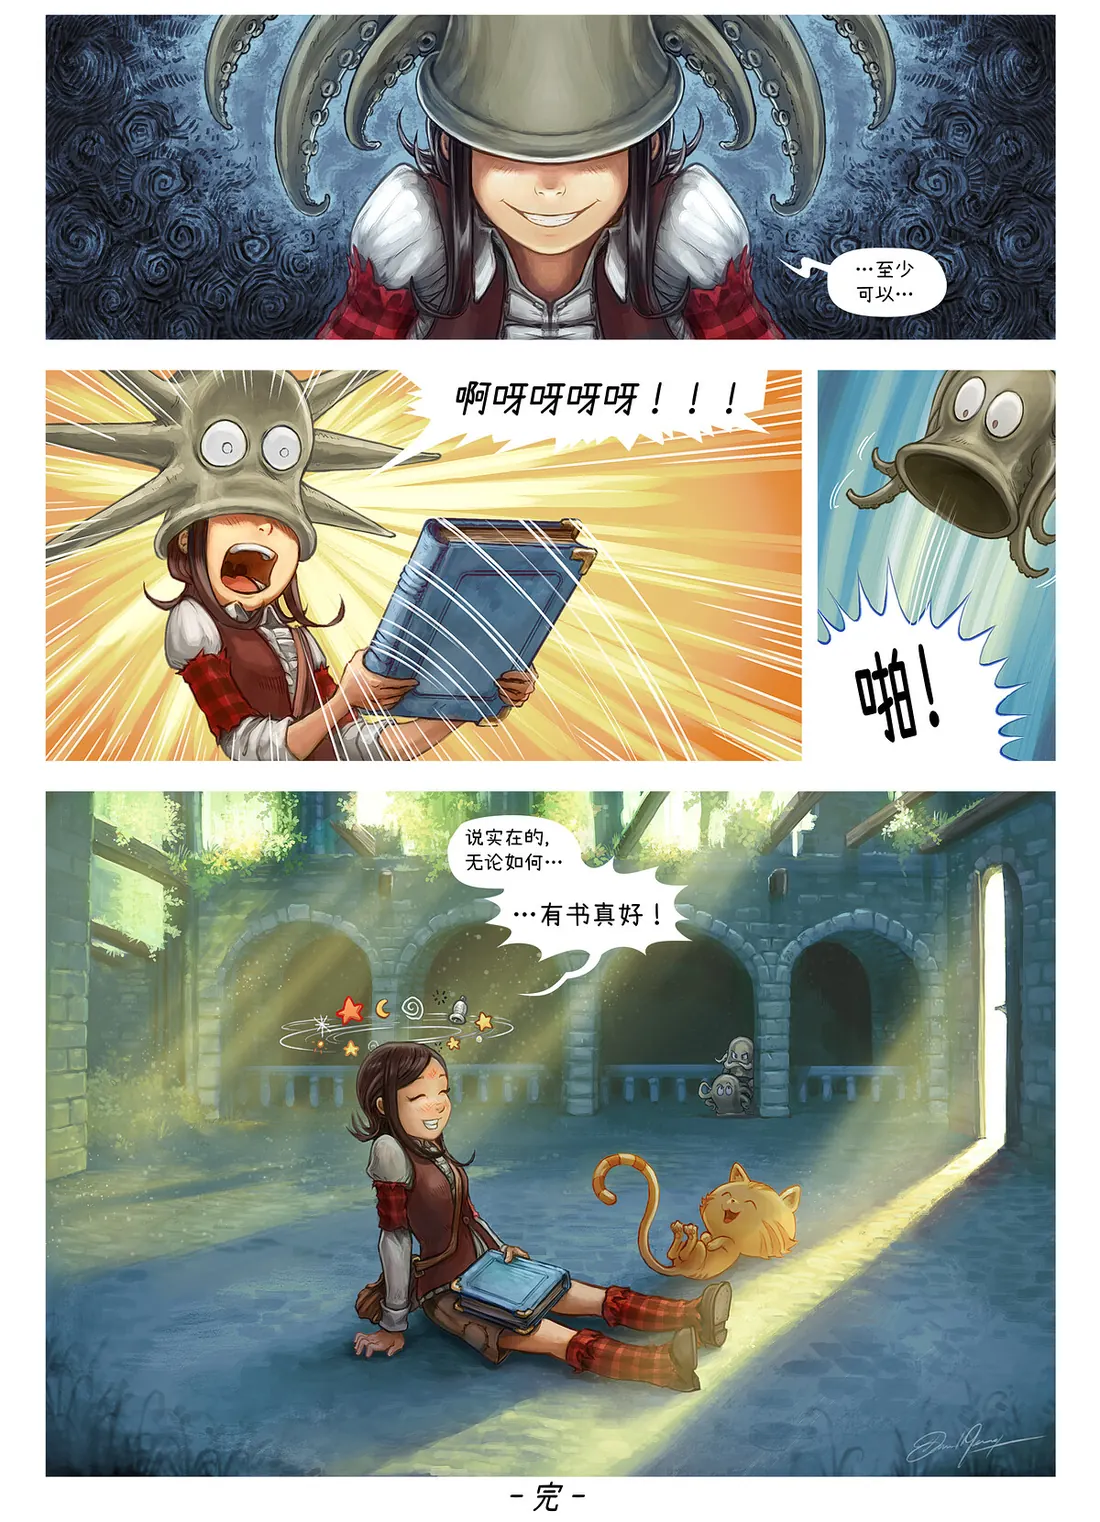 …至少
可以…
啊呀呀呀呀！！！
啪！
说实在的，
无论如何…
…有书真好！
- 完 -